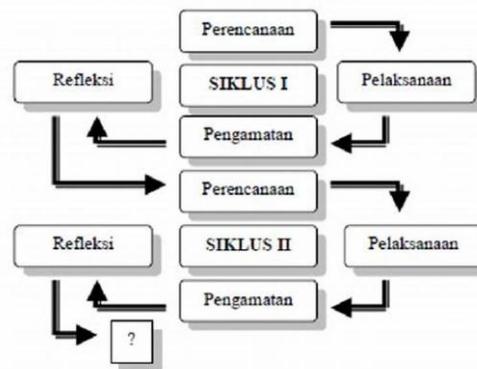 Perencanaan
Refleksi
SIKLUS I
Pelaksanaan
Pengamatan
Perencanaan
Refleksi
SIKLUS II
Pelaksanaan
Pengamatan
?